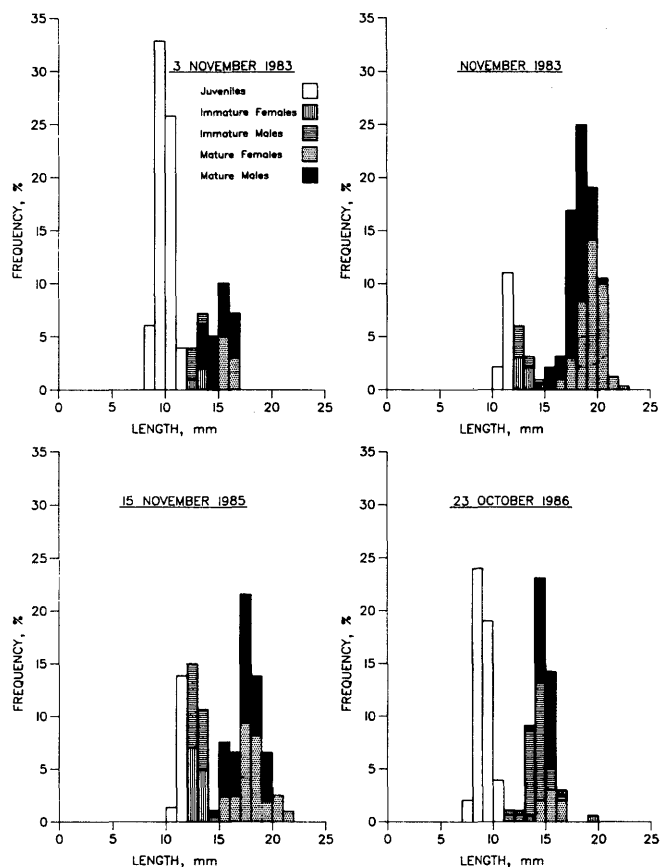 3 NOVEMBER 1983
Juveniles
Immature Females
Immature Males
Mature Females
Mature Males
FREQUENCY, %
35
30
25
20
15
10
5
0
0 5 10 15 20 25
LENGTH, mm
NOVEMBER 1983
FREQUENCY, %
35
30
25
20
15
10
5
0
0 5 10 15 20 25
LENGTH, mm
15 NOVEMBER 1985
FREQUENCY, %
35
30
25
20
15
10
5
0
0 5 10 15 20 25
LENGTH, mm
23 OCTOBER 1986
FREQUENCY, %
35
30
25
20
15
10
5
0
0 5 10 15 20 25
LENGTH, mm